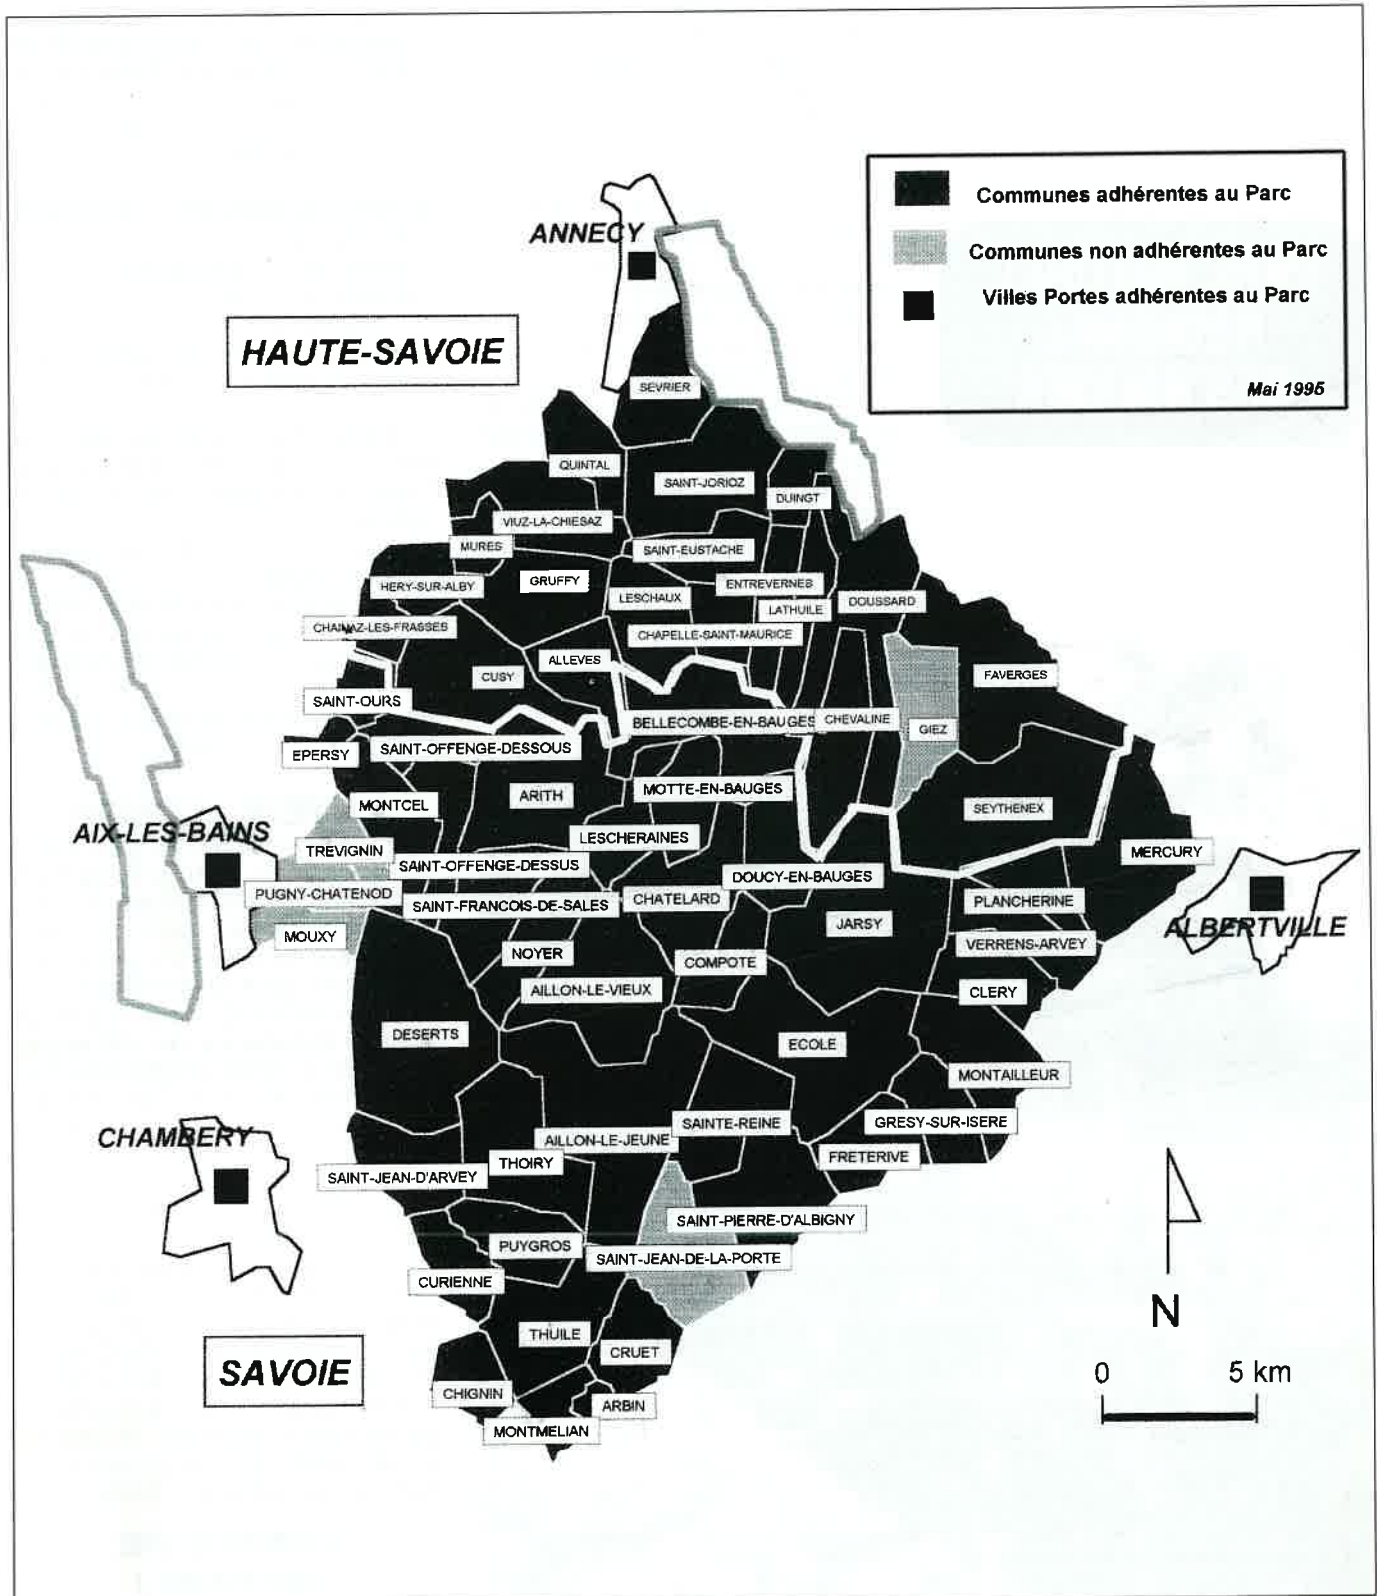 Communes adhérentes au Parc
Communes non adhérentes au Parc
Villes Portes adhérentes au Parc
Mai 1995
ANNECY
HAUTE-SAVOIE
SEVRIER
QUINTAL
SAINT-JORIOZ
DUINGT
VIUZ-LA-CHIESAZ
MURES
SAINT-EUSTACHE
HERY-SUR-ALBY
GRUFFY
ENTREVERNES
LESCHAUX
LATHUILE
DOUSSARD
CHAINAZ-LES-FRASSES
CHAPELLE-SAINT-MAURICE
ALLEVES
CUSY
FAVERGES
SAINT-OURS
BELLECOMBE-EN-BAUGES
CHEVALINE
GIEZ
EPERSY
SAINT-OFFENGE-DESSOUS
MONTCEL
ARITH
MOTTE-EN-BAUGES
SEYTHENEX
AIX-LES-BAINS
TREVIGNIN
LESCHERAINES
MERCURY
SAINT-OFFENGE-DESSUS
DOUCY-EN-BAUGES
PUGNY-CHATENOD
SAINT-FRANCOIS-DE-SALES
CHATELARD
PLANCHERINE
JARSY
ALBERTVILLE
MOUXY
NOYER
COMPOTE
VERRENS-ARVEY
AILLON-LE-VIEUX
CLERY
DESERTS
ECOLE
MONTAILLEUR
CHAMBERY
AILLON-LE-JEUNE
SAINTE-REINE
GRESY-SUR-ISERE
THOIRY
FRETERIVE
SAINT-JEAN-D'ARVEY
SAINT-PIERRE-D'ALBIGNY
PUYGROS
SAINT-JEAN-DE-LA-PORTE
CURIENNE
N
THUILE
CRUET
SAVOIE
0 5 km
CHIGNIN
ARBIN
MONTMELIAN